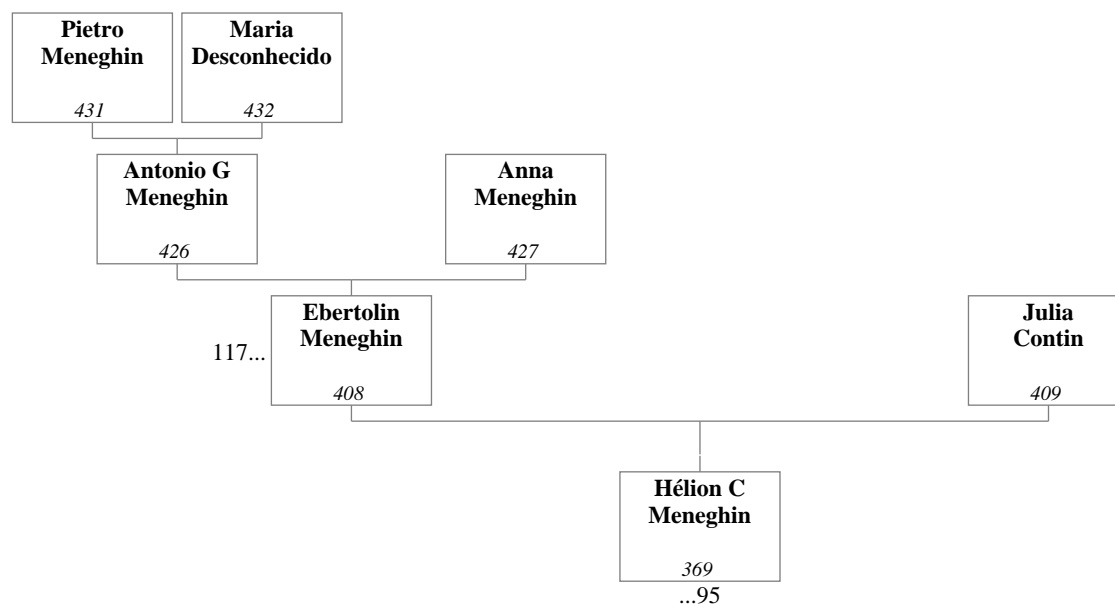 Pietro
Meneghin
431
Maria
Desconhecido
432
Antonio G
Meneghin
426
Anna
Meneghin
427
117...
Ebertolin
Meneghin
408
Julia
Contin
409
Hélion C
Meneghin
369
...95